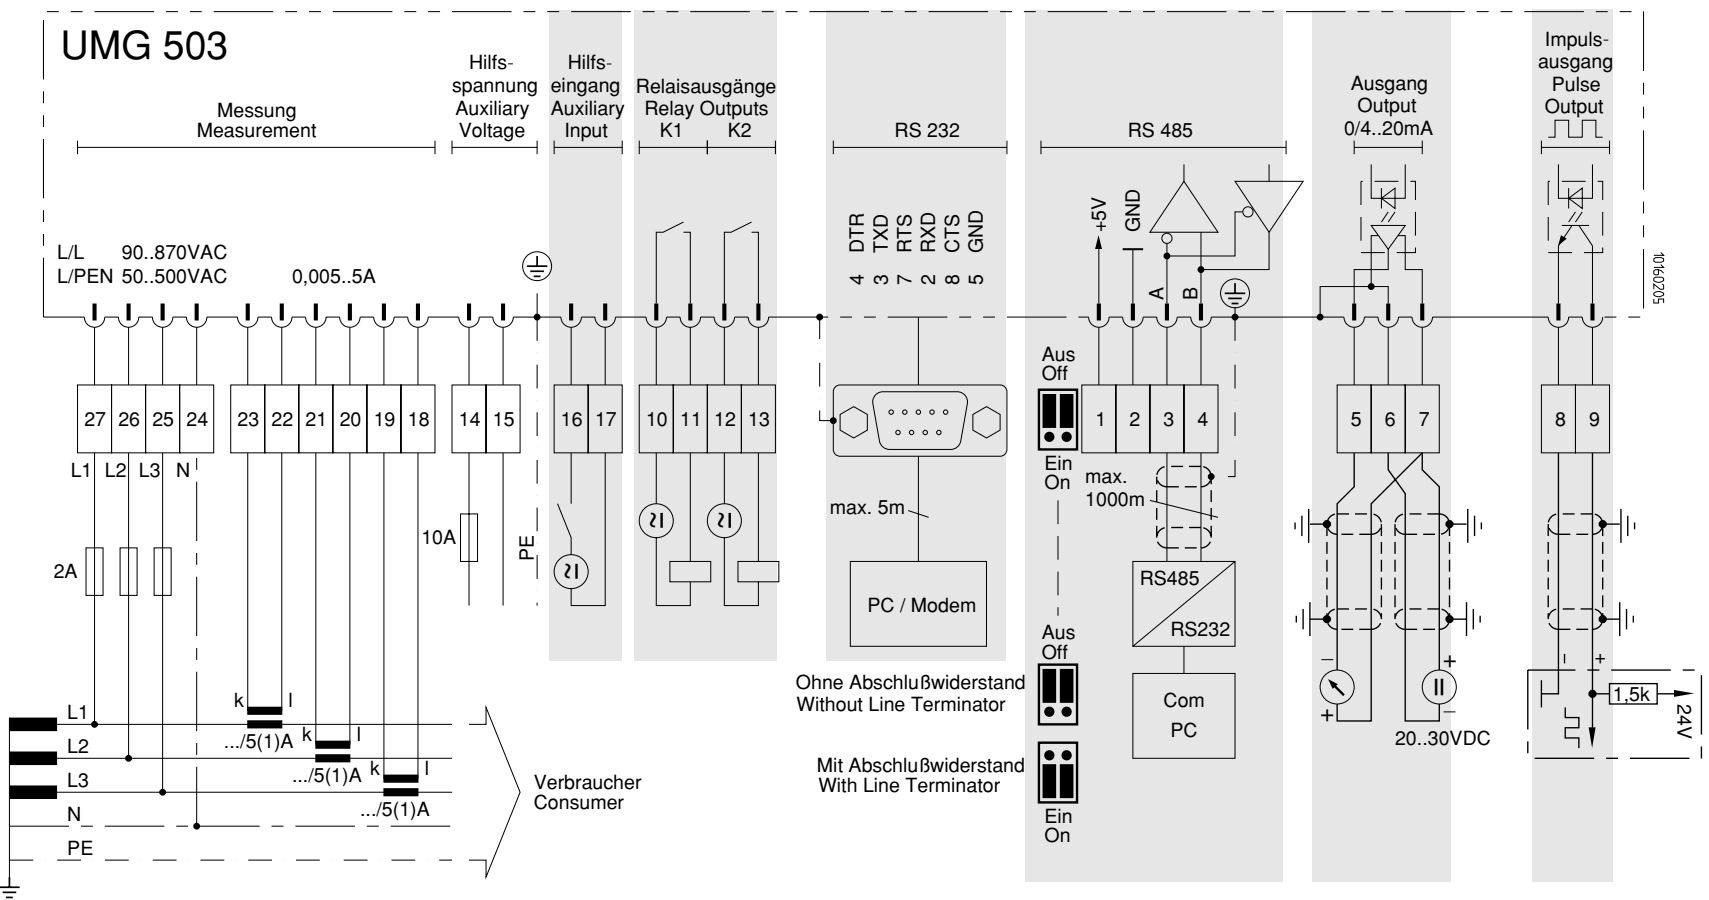 UMG 503
Messung
Measurement
Hilfs-
spannung
Auxiliary
Voltage
Hilfs-
eingang
Auxiliary
Input
Relaisausgänge
Relay Outputs
K1 K2
RS 232
RS 485
Ausgang
Output
0/4..20mA
Impuls-
ausgang
Pulse
Output
L/L 90..870VAC
L/PEN 50..500VAC
0,005..5A
4 DTR
3 TXD
7 RTS
2 RXD
8 CTS
5 GND
+5V
GND
A
B
10160205
27 26 25 24
23 22 21 20 19 18
14 15
16 17
10 11 12 13
Aus
Off
Ein
On
1 2 3 4
5 6 7
8 9
L1 L2 L3 N
2A
10A
PE
max. 5m
PC / Modem
max.
1000m
RS485
RS232
Com
PC
Aus
Off
Ohne Abschlußwiderstand
Without Line Terminator
Mit Abschlußwiderstand
With Line Terminator
Ein
On
− +
+ −
20..30VDC
− +
1,5k
24V
L1
k l
.../5(1)A
L2
k l
.../5(1)A
L3
k l
.../5(1)A
N
PE
Verbraucher
Consumer